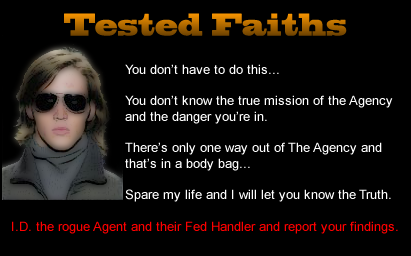 Tested Faiths
You don't have to do this...
You don't know the true mission of the Agency
and the danger you're in.
There's only one way out of The Agency and
that's in a body bag...
Spare my life and I will let you know the Truth.
I.D. the rogue Agent and their Fed Handler and report your findings.